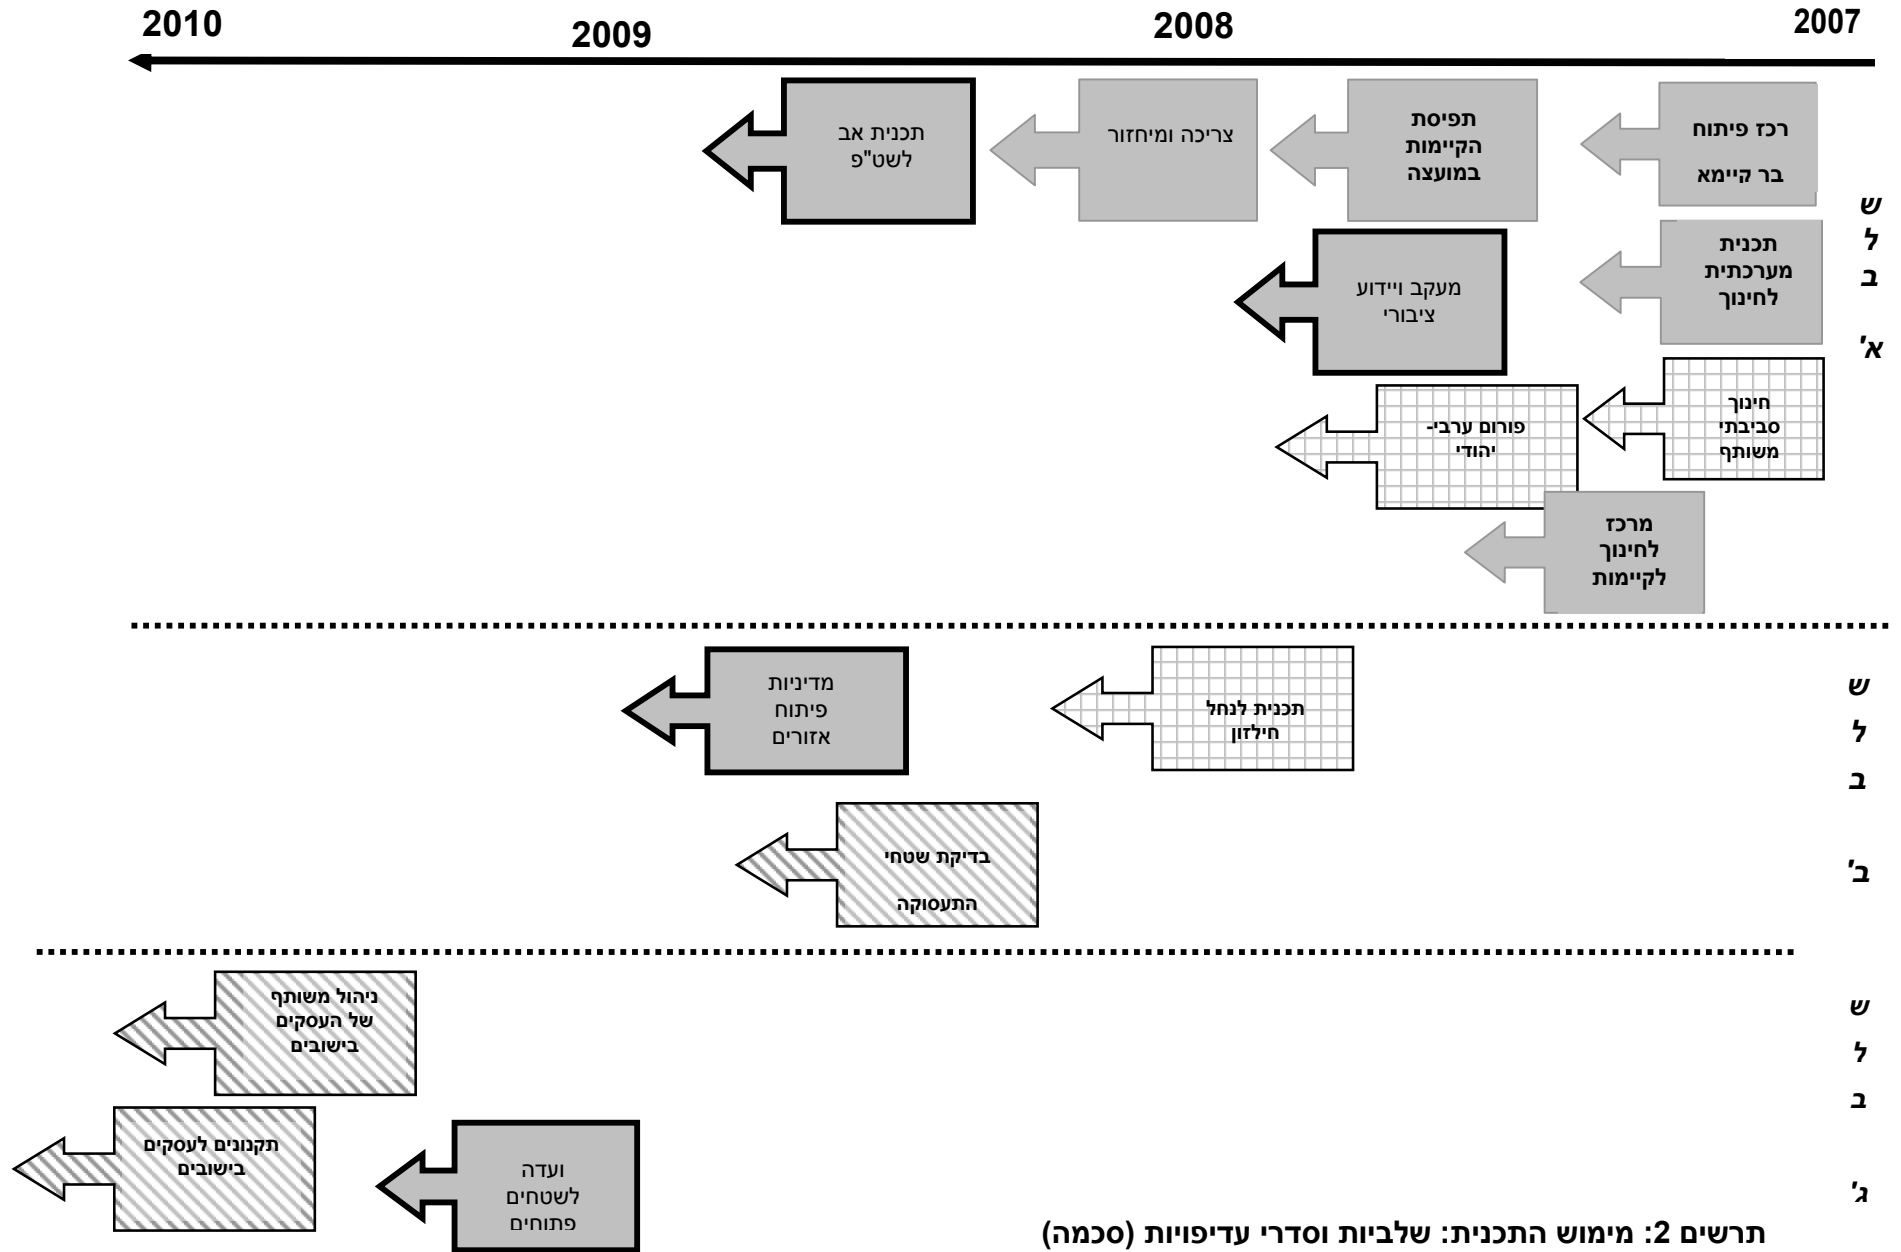 2007
2008
2009
2010
שלב א'
רכז פיתוח
בר קיימא
תפיסת
הקיימות
במועצה
צריכה ומיחזור
תכנית אב
לשט"פ
תכנית
מערכתית
לחינוך
מעקב ויידוע
ציבורי
חינוך
סביבתי
משותף
פורום ערבי-
יהודי
מרכז
לחינוך
לקיימות
שלב ב'
תכנית לנחל
חילזון
מדיניות
פיתוח
אזורים
בדיקת שטחי
התעסוקה
שלב ג'
ניהול משותף
של העסקים
בישובים
תקנונים לעסקים
בישובים
ועדה
לשטחים
פתוחים
תרשים 2: מימוש התכנית: שלביות וסדרי עדיפויות (סכמה)